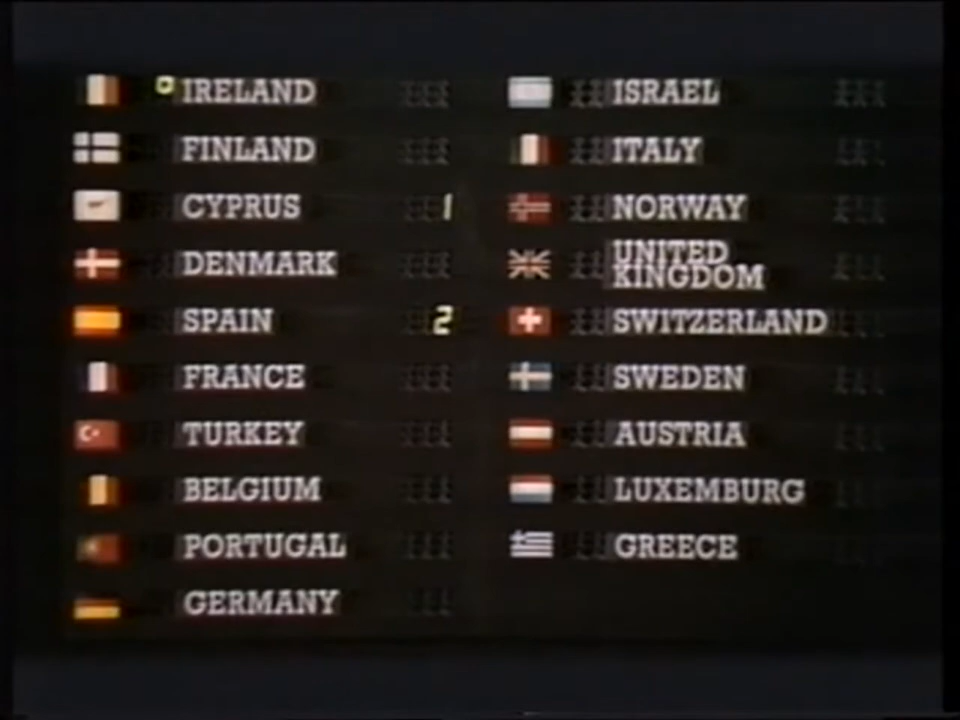 IRELAND
FINLAND
CYPRUS 1
DENMARK
SPAIN 2
FRANCE
TURKEY
BELGIUM
PORTUGAL
GERMANY
ISRAEL
ITALY
NORWAY
UNITED
KINGDOM
SWITZERLAND
SWEDEN
AUSTRIA
LUXEMBURG
GREECE